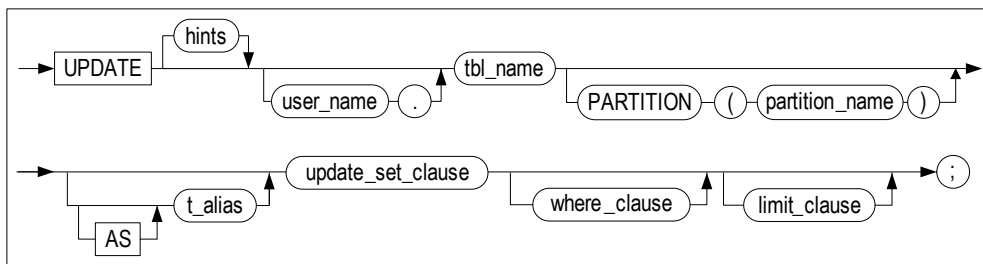 hints
UPDATE tbl_name
user_name . PARTITION ( partition_name )
update_set_clause ;
t_alias where_clause limit_clause
AS